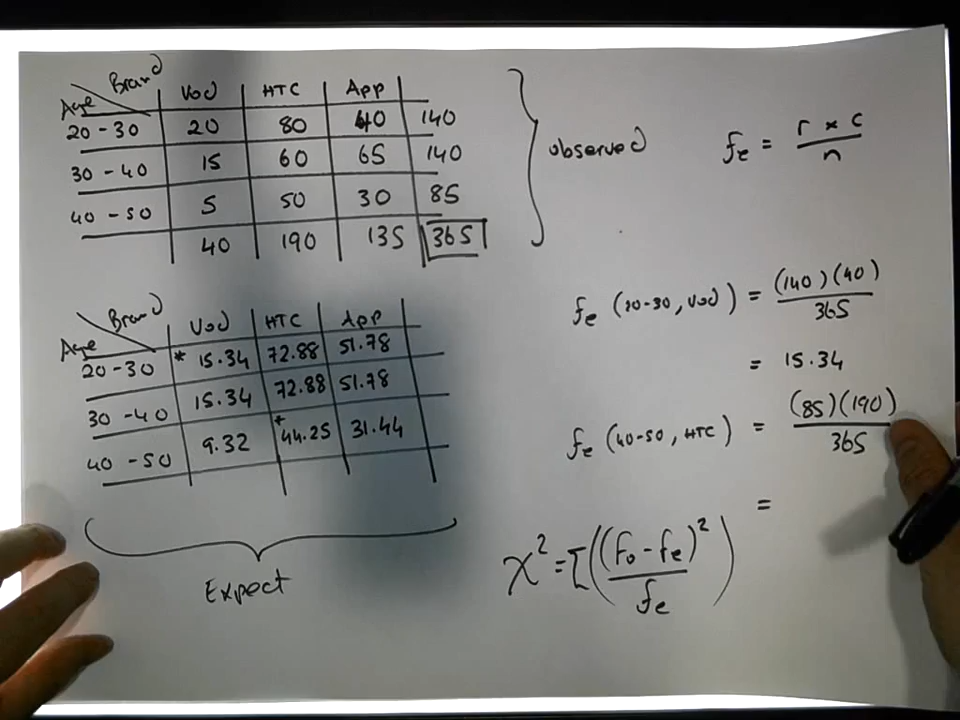 Age Brand Vod HTC App
20 - 30 20 80 40 140
30 - 40 15 60 65 140
40 - 50 5 50 30 85
40 190 135 365
observed
fe = r × c / n
Age Brand Vod HTC App
20 - 30 * 15.34 72.88 51.78
30 - 40 15.34 72.88 51.78
40 - 50 9.32 *44.25 31.44
Expect
fe (20-30, Vod) = (140)(40) / 365
= 15.34
fe (40-50, HTC) = (85)(190) / 365
=
χ² = Σ((Fo - fe)² / fe)